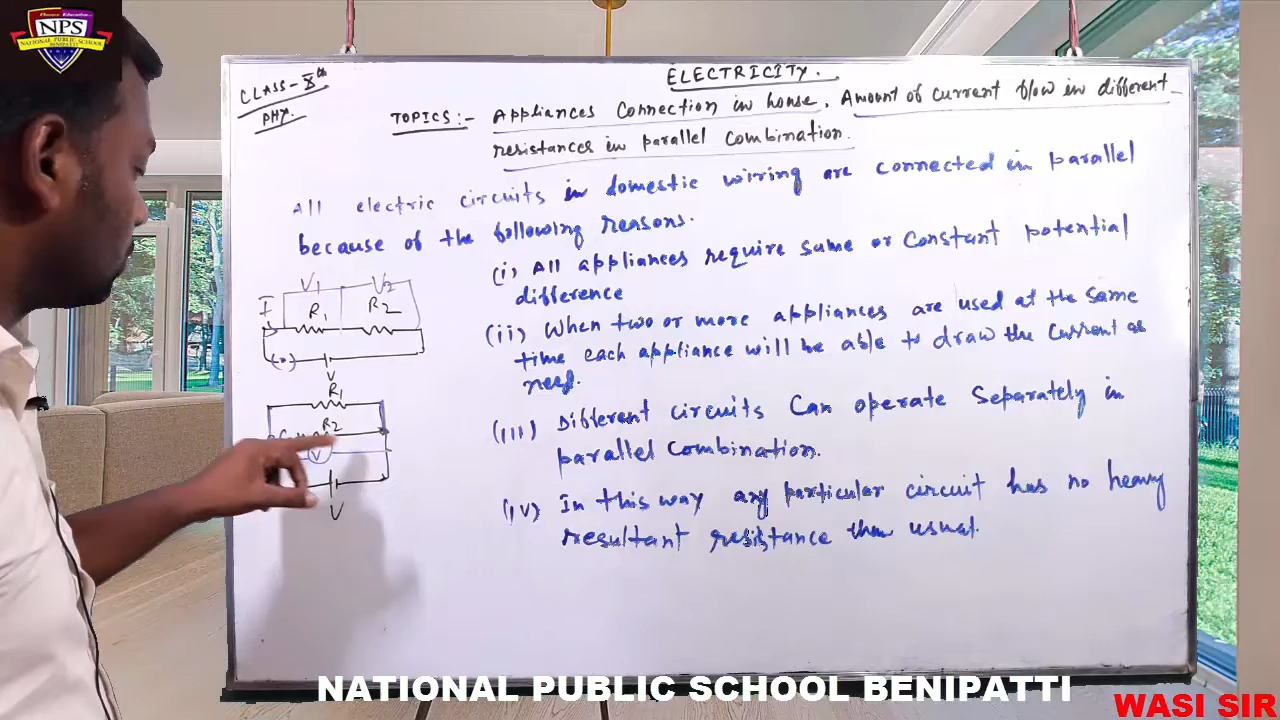 Pioneer Education...
NPS
NATIONAL PUBLIC SCHOOL
BENIPATTI
CLASS - Xth
PHY.
ELECTRICITY.
TOPICS:- Appliances Connection in house, Amount of current flow in different
resistances in parallel Combination.
All electric circuits in domestic wiring are connected in parallel
because of the following reasons.
(i) All appliances require same or Constant potential
difference
(ii) When two or more appliances are used at the same
time each appliance will be able to draw the current as
need.
(iii) Different circuits Can operate Separately in
parallel Combination.
(iv) In this way any particular circuit has no heavy
resultant resistance than usual.
V1 V2
I R1 R2
(•)
V
R1
R2
V
V
NATIONAL PUBLIC SCHOOL BENIPATTI
WASI SIR